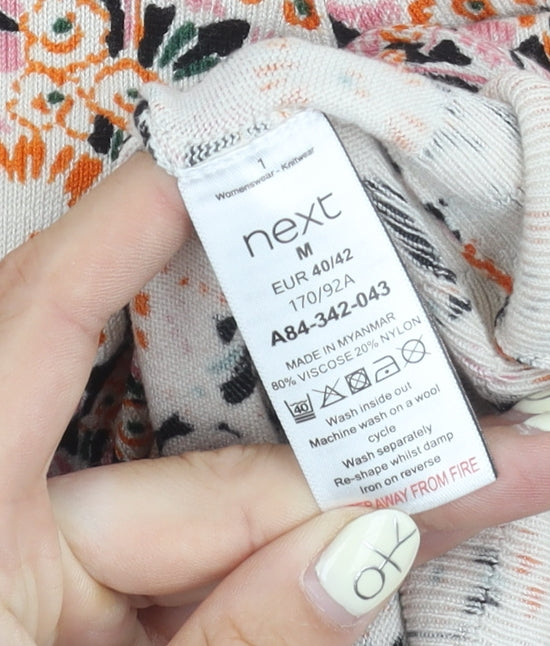 1
Womenswear - Knitwear
next
M
EUR 40/42
170/92A
A84-342-043
MADE IN MYANMAR
80% VISCOSE 20% NYLON
40
Wash inside out
Machine wash on a wool
cycle
Wash separately
Re-shape whilst damp
Iron on reverse
AWAY FROM FIRE
OK